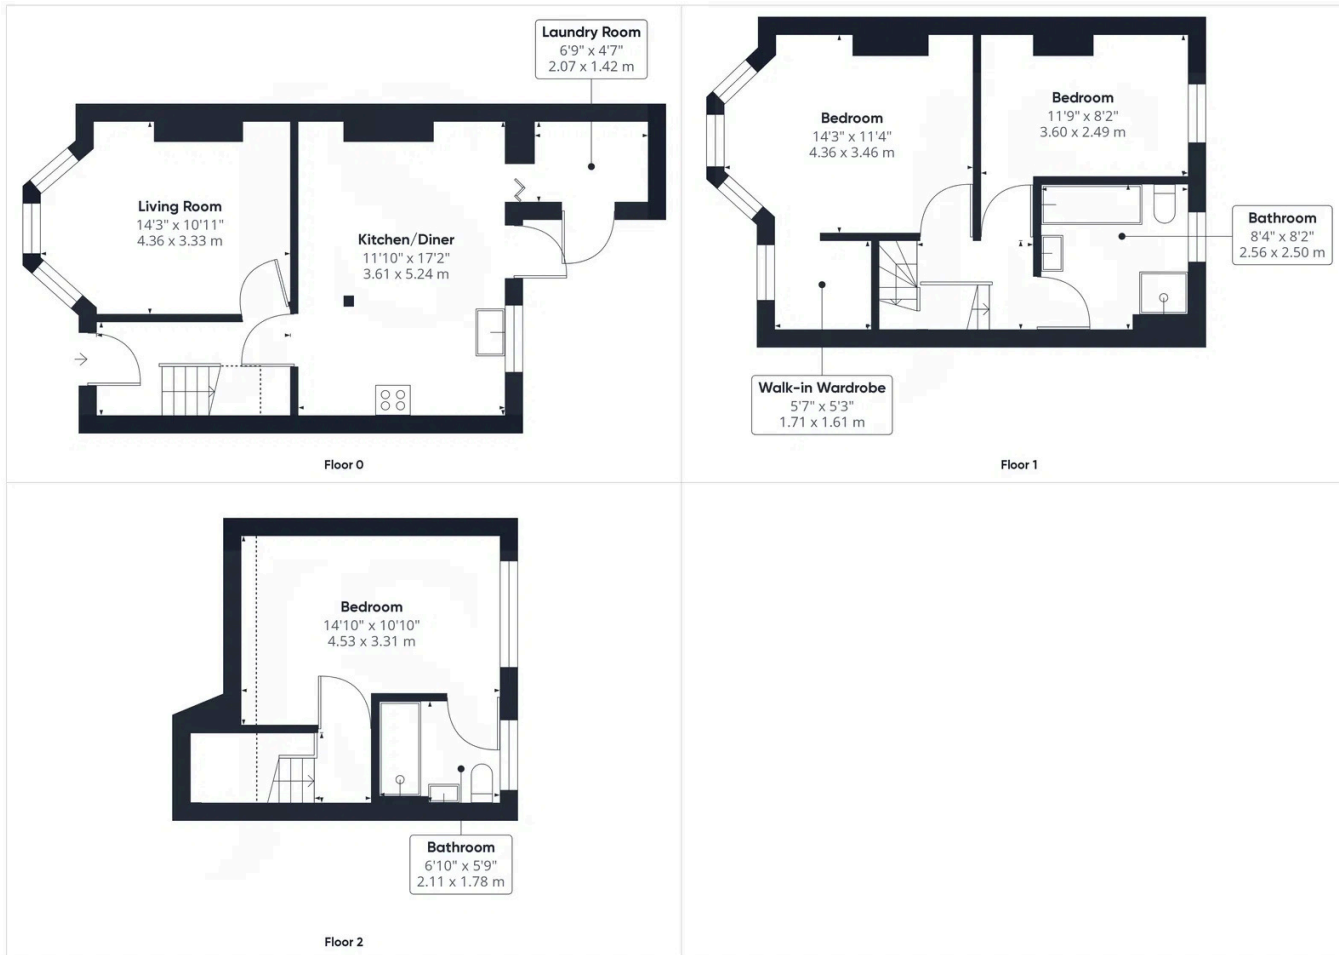 Laundry Room
6'9" x 4'7"
2.07 x 1.42 m
Living Room
14'3" x 10'11"
4.36 x 3.33 m
Kitchen/Diner
11'10" x 17'2"
3.61 x 5.24 m
Floor 0
Bedroom
14'3" x 11'4"
4.36 x 3.46 m
Bedroom
11'9" x 8'2"
3.60 x 2.49 m
Bathroom
8'4" x 8'2"
2.56 x 2.50 m
Walk-in Wardrobe
5'7" x 5'3"
1.71 x 1.61 m
Floor 1
Bedroom
14'10" x 10'10"
4.53 x 3.31 m
Bathroom
6'10" x 5'9"
2.11 x 1.78 m
Floor 2